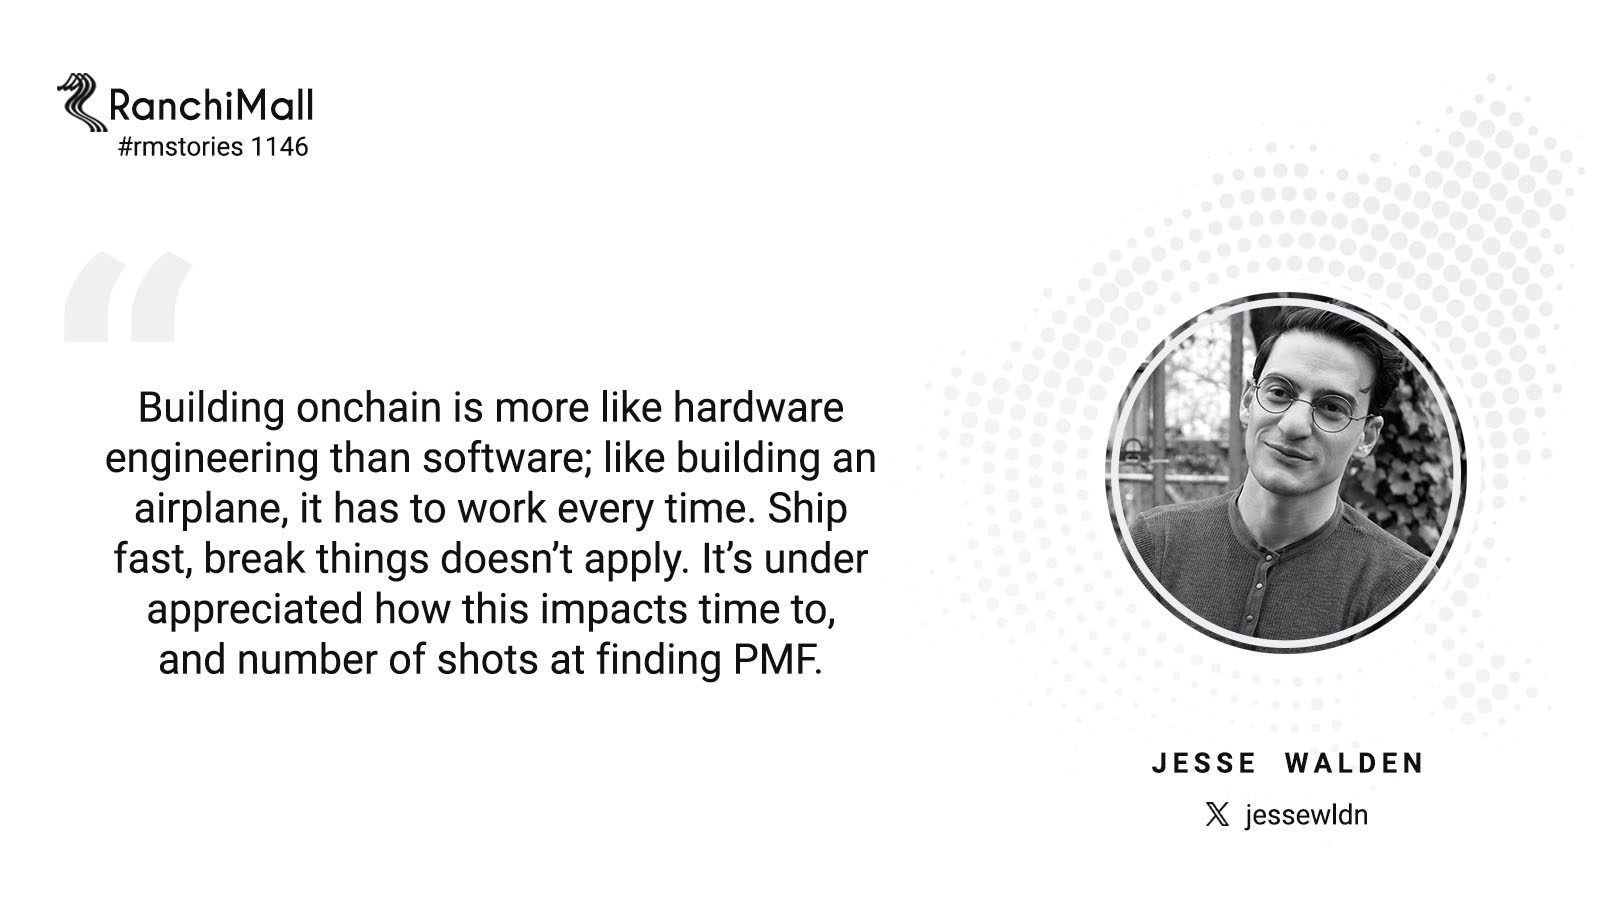 RanchiMall
#rmstories 1146
“
Building onchain is more like hardware
engineering than software; like building an
airplane, it has to work every time. Ship
fast, break things doesn’t apply. It’s under
appreciated how this impacts time to,
and number of shots at finding PMF.
JESSE WALDEN
𝕏 jessewldn